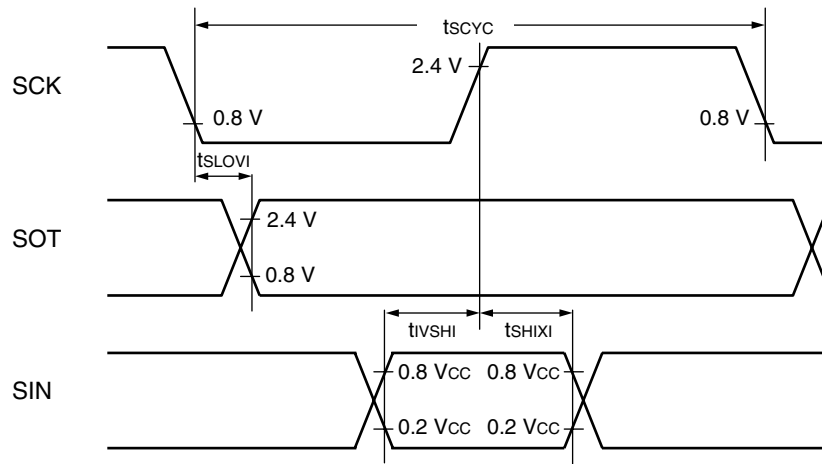 tSCYC
SCK
2.4 V
0.8 V
0.8 V
tSLOVI
SOT
2.4 V
0.8 V
tIVSHI
tSHIXI
SIN
0.8 VCC
0.8 VCC
0.2 VCC
0.2 VCC